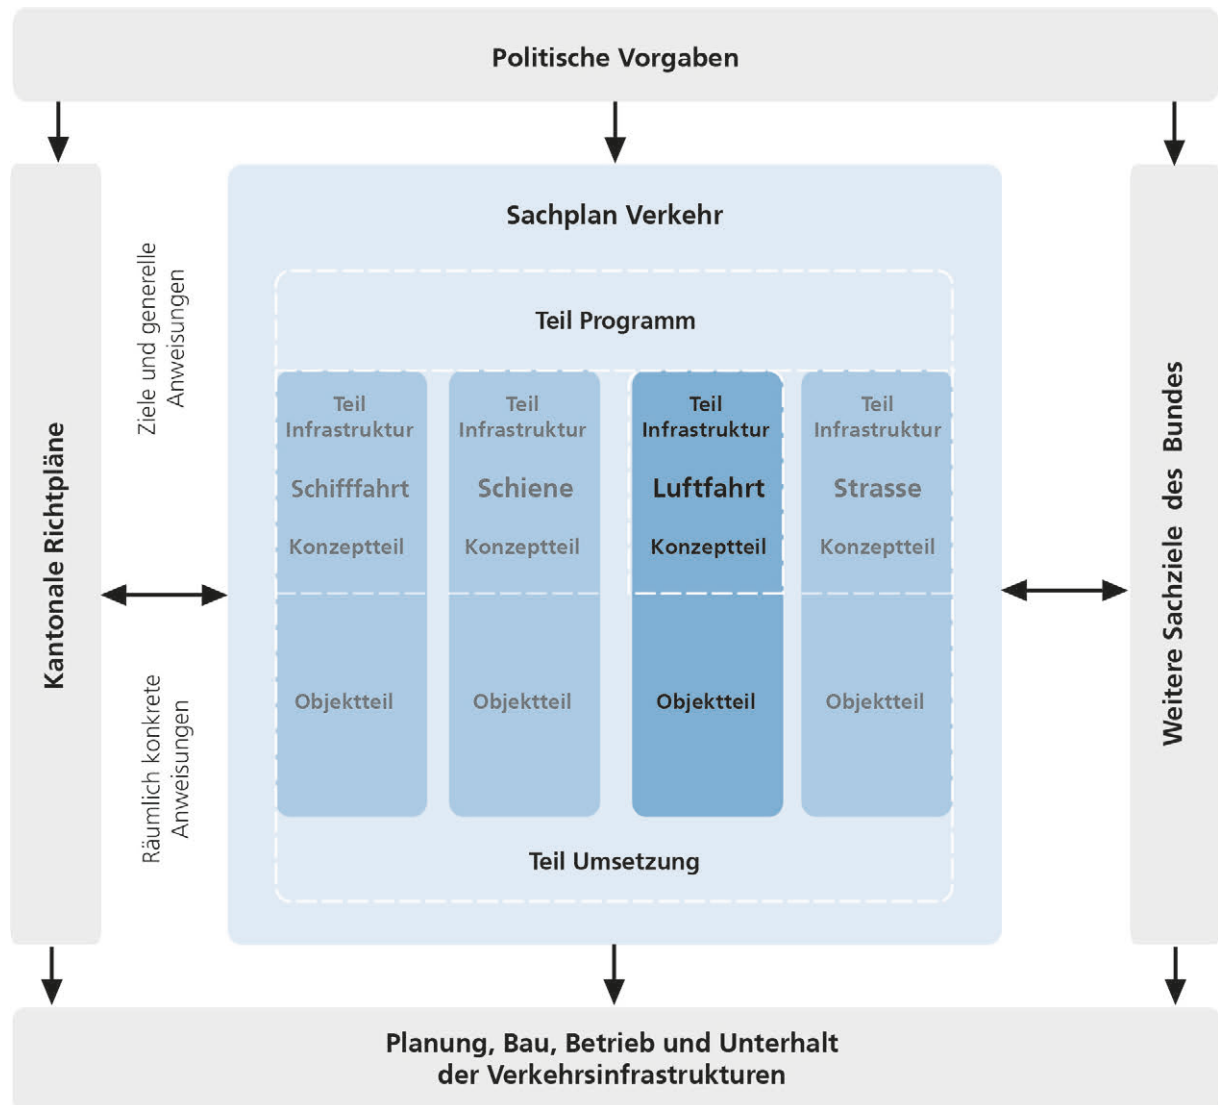 Politische Vorgaben
Kantonale Richtpläne
Ziele und generelle
Anweisungen
Räumlich konkrete
Anweisungen
Sachplan Verkehr
Teil Programm
Teil
Infrastruktur
Schifffahrt
Konzeptteil
Objektteil
Teil
Infrastruktur
Schiene
Konzeptteil
Objektteil
Teil
Infrastruktur
Luftfahrt
Konzeptteil
Objektteil
Teil
Infrastruktur
Strasse
Konzeptteil
Objektteil
Teil Umsetzung
Weitere Sachziele des Bundes
Planung, Bau, Betrieb und Unterhalt
der Verkehrsinfrastrukturen